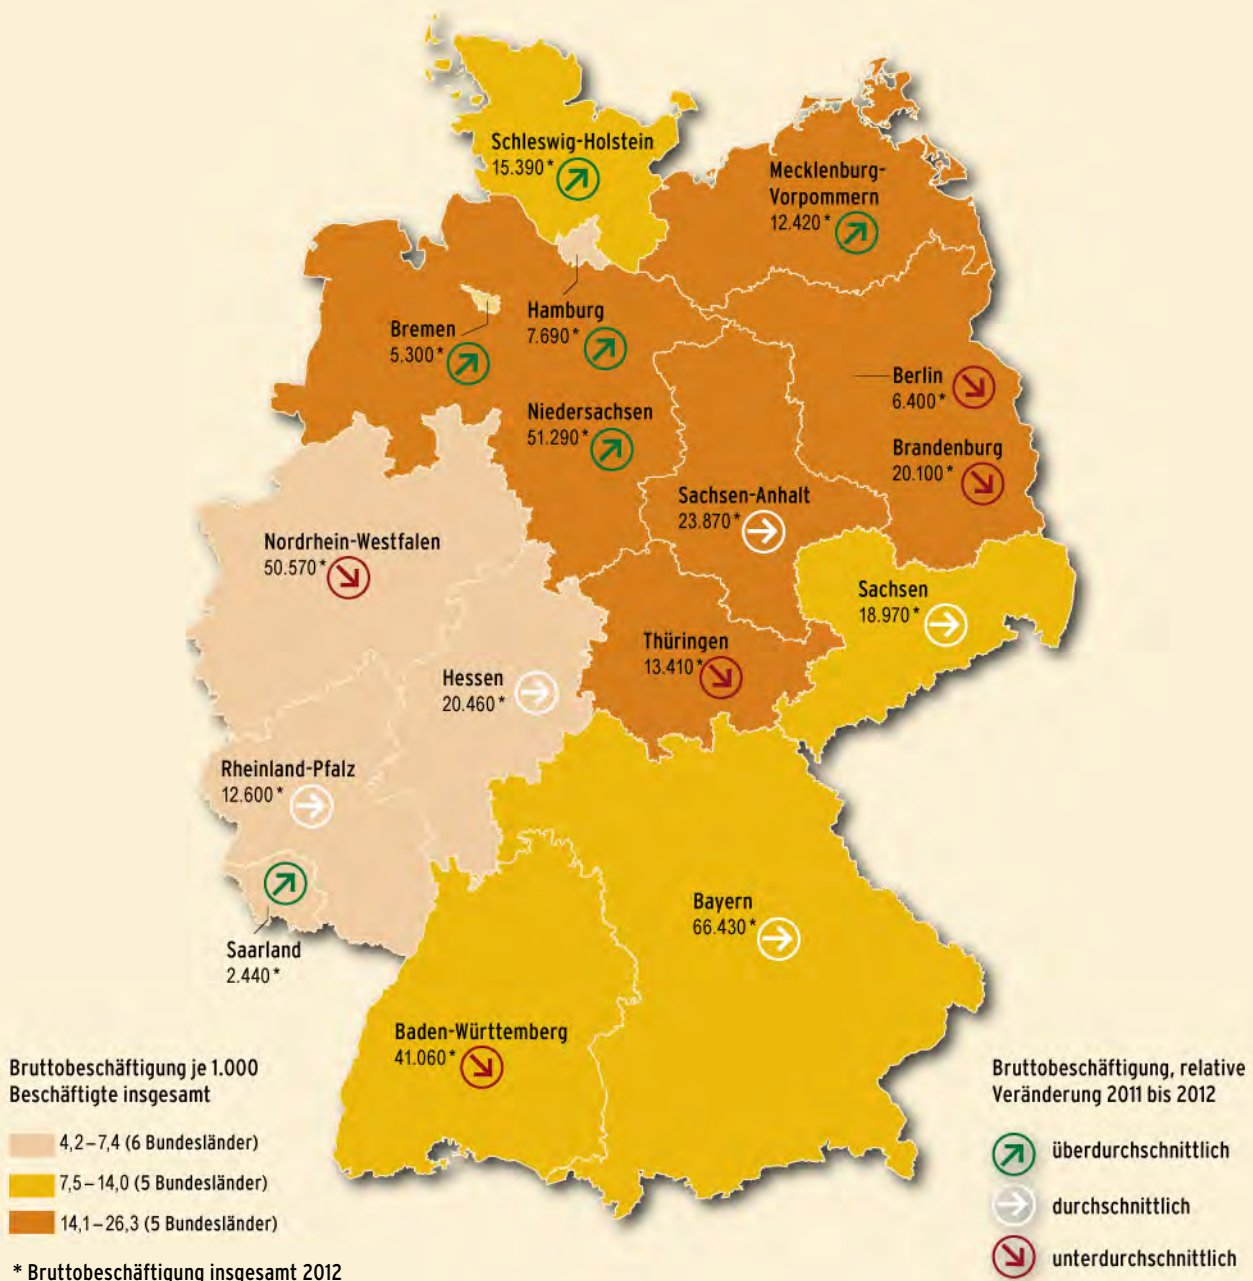 Schleswig-Holstein
15.390*
Mecklenburg-
Vorpommern
12.420*
Hamburg
7.690*
Bremen
5.300*
Berlin
6.400*
Niedersachsen
51.290*
Brandenburg
20.100*
Sachsen-Anhalt
23.870*
Nordrhein-Westfalen
50.570*
Sachsen
18.970*
Thüringen
13.410*
Hessen
20.460*
Rheinland-Pfalz
12.600*
Bayern
66.430*
Saarland
2.440*
Baden-Württemberg
41.060*
Bruttobeschäftigung je 1.000
Beschäftigte insgesamt
4,2–7,4 (6 Bundesländer)
7,5–14,0 (5 Bundesländer)
14,1–26,3 (5 Bundesländer)
* Bruttobeschäftigung insgesamt 2012
Bruttobeschäftigung, relative
Veränderung 2011 bis 2012
überdurchschnittlich
durchschnittlich
unterdurchschnittlich